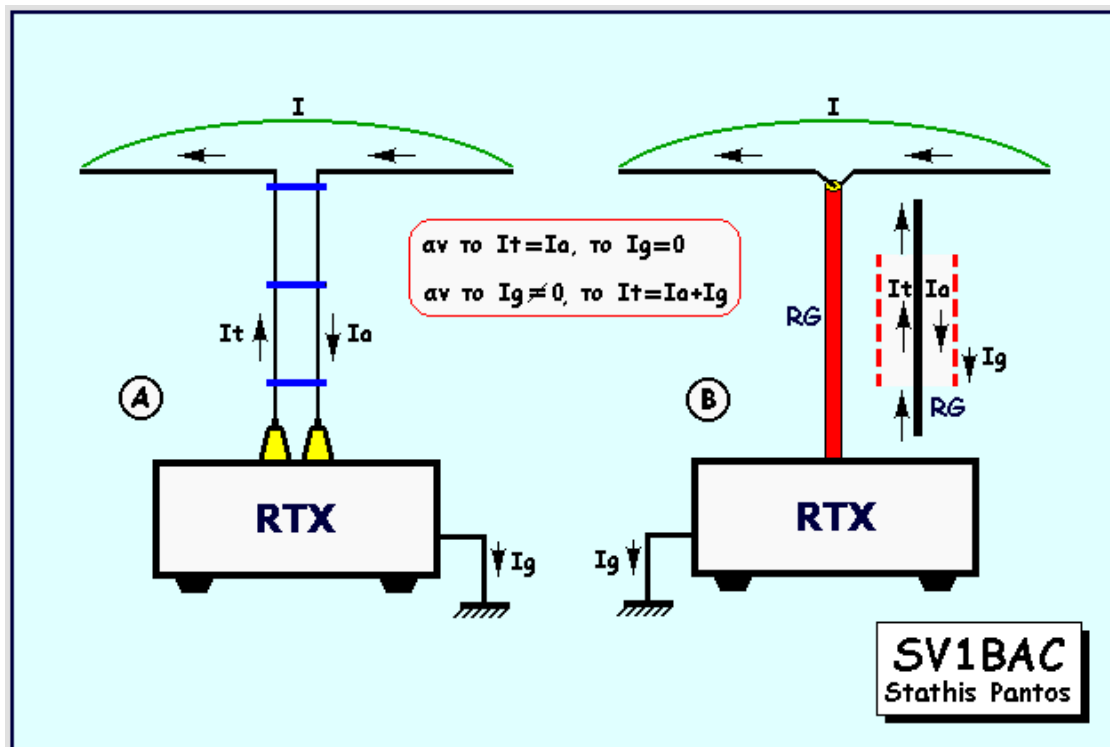 I
I
αν το It=Ia, το Ig=0
αν το Ig≠0, το It=Ia+Ig
It
Ia
RG
It
Ia
Ig
RG
A
B
RTX
Ig
RTX
Ig
SV1BAC
Stathis Pantos